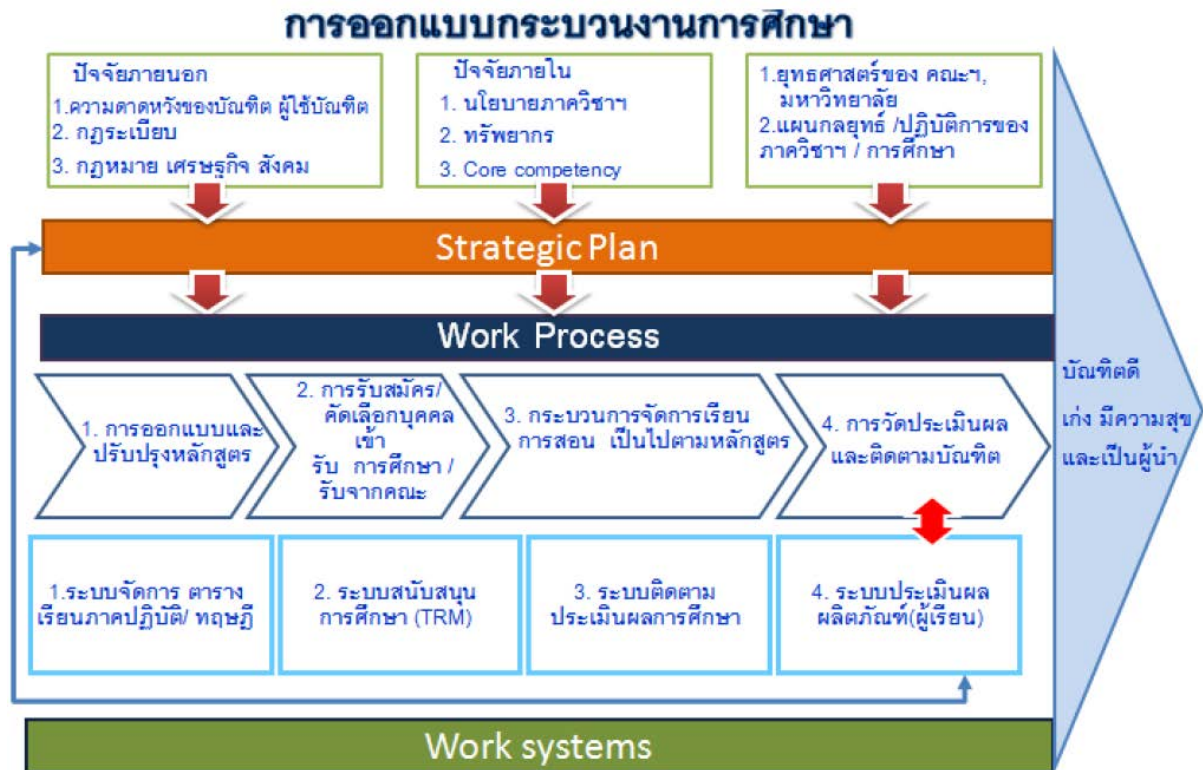 การออกแบบกระบวนงานการศึกษา
ปัจจัยภายนอก
1.ความดาดหวังของบัณฑิต ผู้ใช้บัณฑิต
2. กฎระเบียบ
3. กฎหมาย เศรษฐกิจ สังคม
ปัจจัยภายใน
1. นโยบายภาควิชาฯ
2. ทรัพยากร
3. Core competency
1.ยุทธศาสตร์ของ คณะฯ,
มหาวิทยาลัย
2.แผนกลยุทธ์ /ปฏิบัติการของ
ภาควิชาฯ / การศึกษา
Strategic Plan
Work Process
1. การออกแบบและ
ปรับปรุงหลักสูตร
2. การรับสมัคร/
คัดเลือกบุคคล
เข้า
รับ การศึกษา /
รับจากคณะ
3. กระบวนการจัดการเรียน
การสอน เป็นไปตามหลักสูตร
4. การวัดประเมินผล
และติดตามบัณฑิต
บัณฑิตดี
เก่ง มีความสุข
และเป็นผู้นำ
1.ระบบจัดการ ตาราง
เรียนภาคปฏิบัติ/ ทฤษฎี
2. ระบบสนับสนุน
การศึกษา (TRM)
3. ระบบติดตาม
ประเมินผลการศึกษา
4. ระบบประเมินผล
ผลิตภัณฑ์(ผู้เรียน)
Work systems